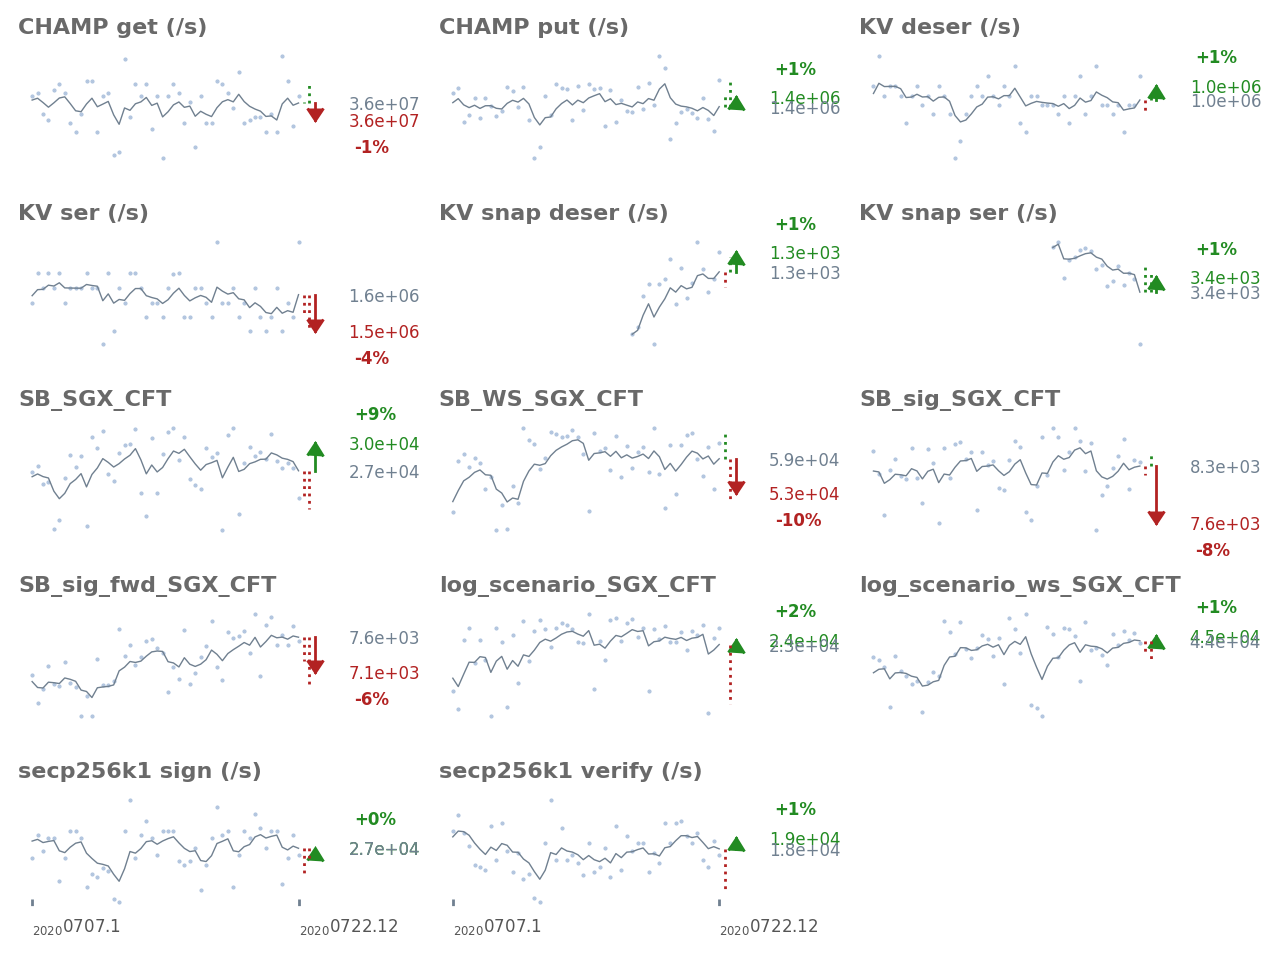 CHAMP get (/s)
3.6e+07
3.6e+07
-1%
CHAMP put (/s)
+1%
1.4e+06
1.4e+06
KV deser (/s)
+1%
1.0e+06
1.0e+06
KV ser (/s)
1.6e+06
1.5e+06
-4%
KV snap deser (/s)
+1%
1.3e+03
1.3e+03
KV snap ser (/s)
+1%
3.4e+03
3.4e+03
SB_SGX_CFT
+9%
3.0e+04
2.7e+04
SB_WS_SGX_CFT
5.9e+04
5.3e+04
-10%
SB_sig_SGX_CFT
8.3e+03
7.6e+03
-8%
SB_sig_fwd_SGX_CFT
7.6e+03
7.1e+03
-6%
log_scenario_SGX_CFT
+2%
2.4e+04
2.3e+04
log_scenario_ws_SGX_CFT
+1%
4.5e+04
4.4e+04
secp256k1 sign (/s)
+0%
2.7e+04
secp256k1 verify (/s)
+1%
1.9e+04
1.8e+04
20200707.1
20200722.12
20200707.1
20200722.12